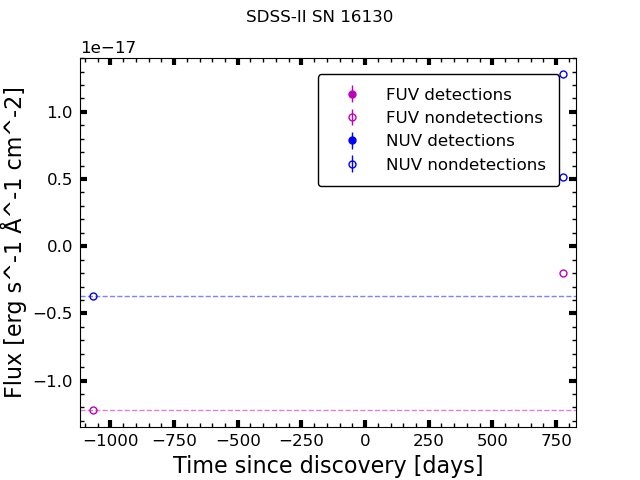 SDSS-II SN 16130
1e−17
FUV detections
FUV nondetections
NUV detections
NUV nondetections
1.0
0.5
0.0
−0.5
−1.0
Flux [erg s^-1 Å^-1 cm^-2]
−1000 −750 −500 −250 0 250 500 750
Time since discovery [days]